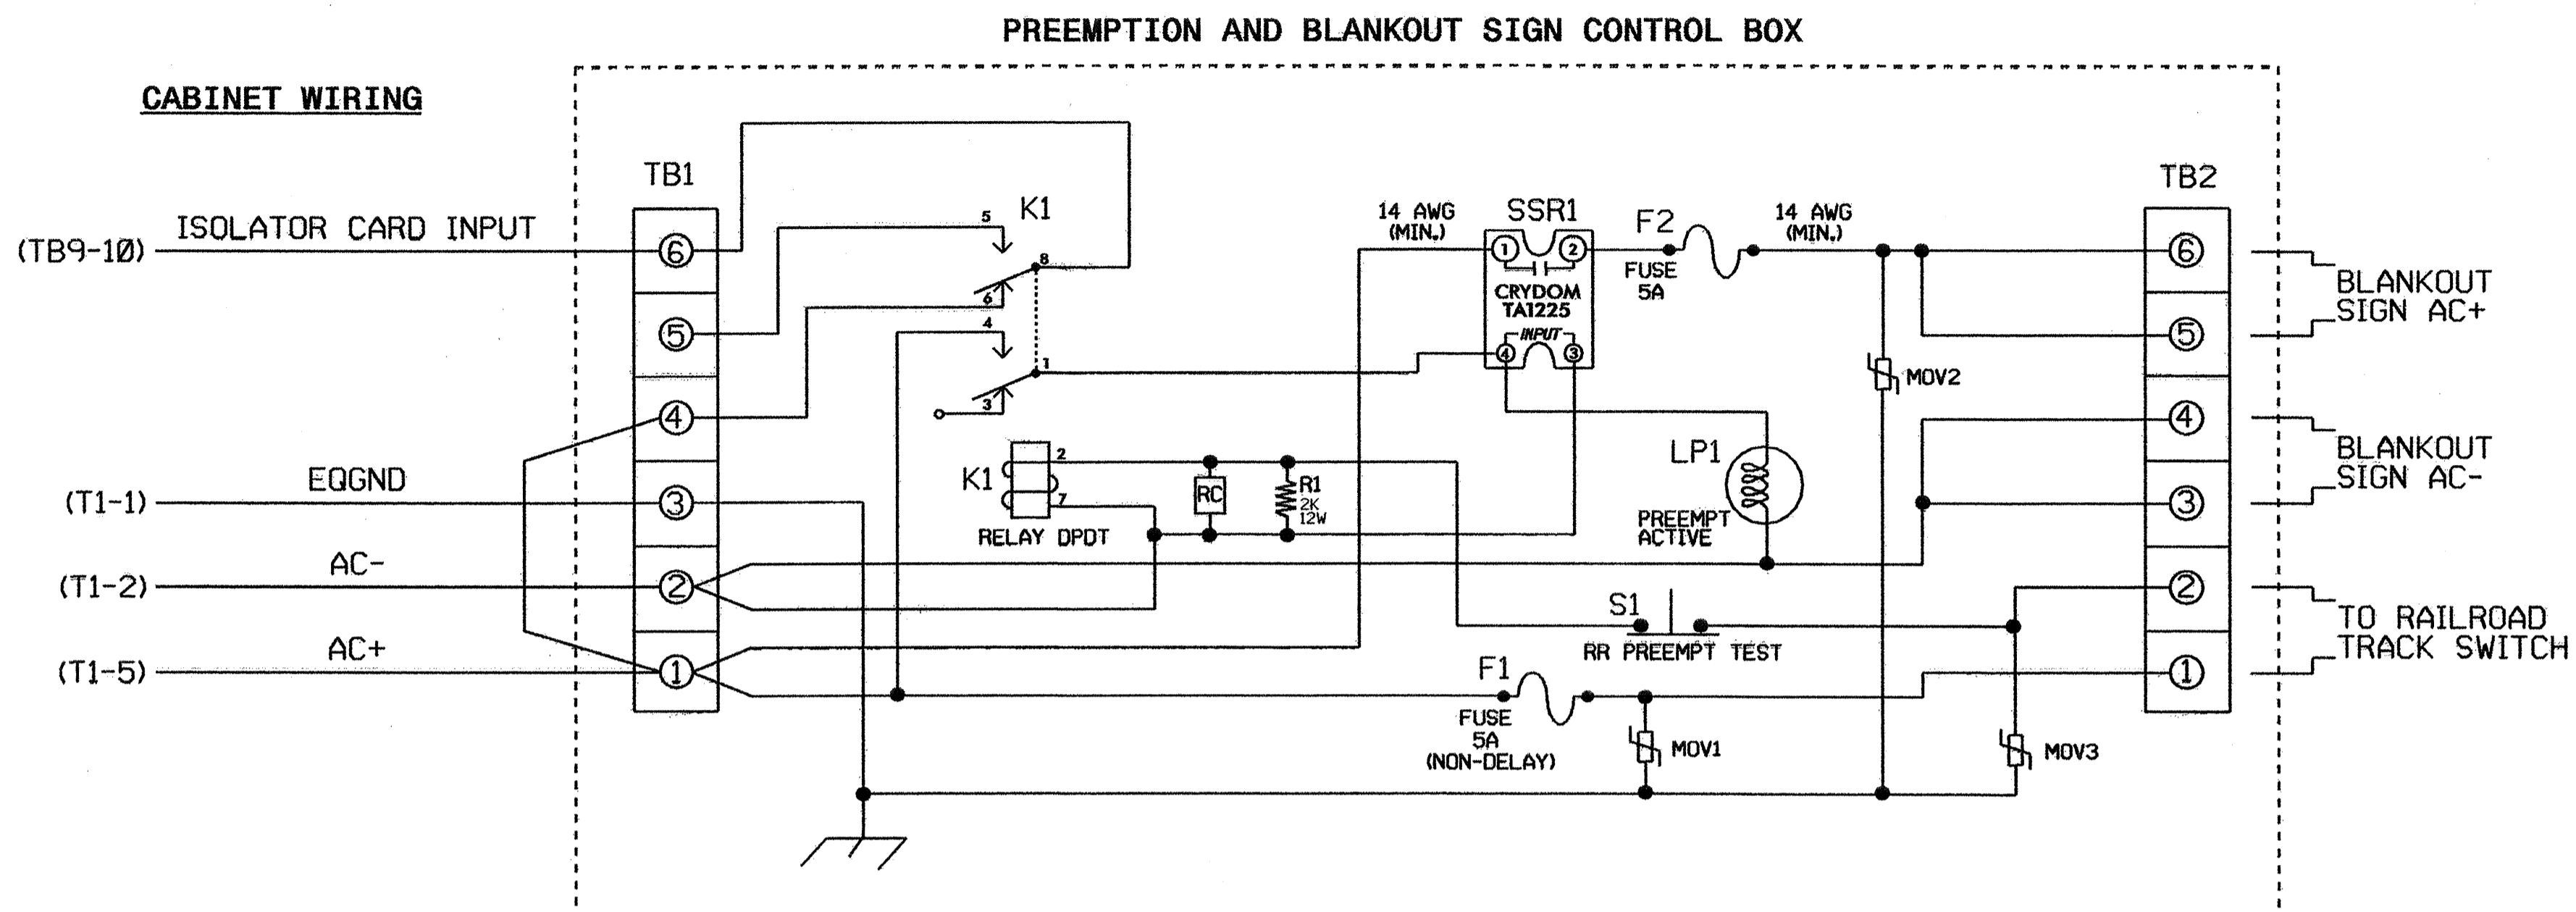 PREEMPTION AND BLANKOUT SIGN CONTROL BOX
CABINET WIRING
TB1
(TB9-10)
ISOLATOR CARD INPUT
6
5
4
(T1-1)
EQGND
3
(T1-2)
AC-
2
(T1-5)
AC+
1
K1
5
8
6
4
1
3
K1
2
7
RELAY DPDT
RC
R1
2K
12W
14 AWG
(MIN.)
SSR1
1
2
CRYDOM
TA1225
INPUT
4
3
F2
FUSE
5A
14 AWG
(MIN.)
MOV2
LP1
PREEMPT
ACTIVE
S1
RR PREEMPT TEST
F1
FUSE
5A
(NON-DELAY)
MOV1
MOV3
TB2
6
5
4
3
2
1
BLANKOUT
SIGN AC+
BLANKOUT
SIGN AC-
TO RAILROAD
TRACK SWITCH